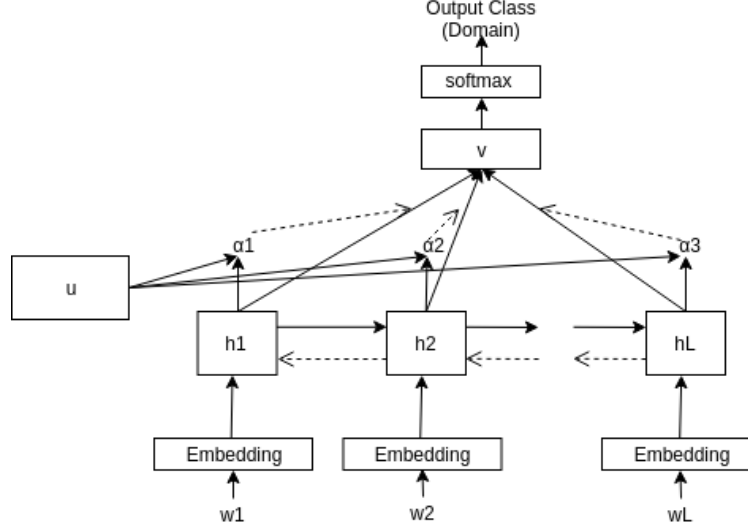 Output Class
(Domain)
softmax
v
α1
α2
α3
u
h1
h2
hL
Embedding
Embedding
Embedding
w1
w2
wL